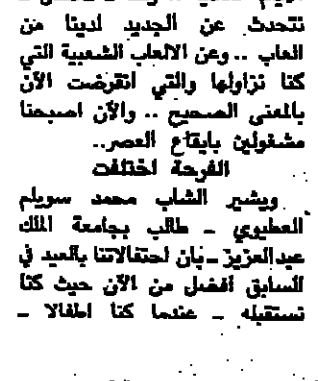 نتحدث عن الجديد لدينا من
العاب .. وعن الالعاب الشعبية التي
كنا نزاولها والتي انقرضت الآن
بالمعنى الصحيح .. والآن اصبحنا
مشغولين بايقاع العصر..
الفرحة اختلفت
ويشير الشاب محمد سويلم
العطيوي ـ طالب بجامعة الملك
عبدالعزيز ـ بان احتفالاتنا بالعيد في
السابق افضل من الآن حيث كنا
نستقبله ـ عندما كنا اطفالا ـ